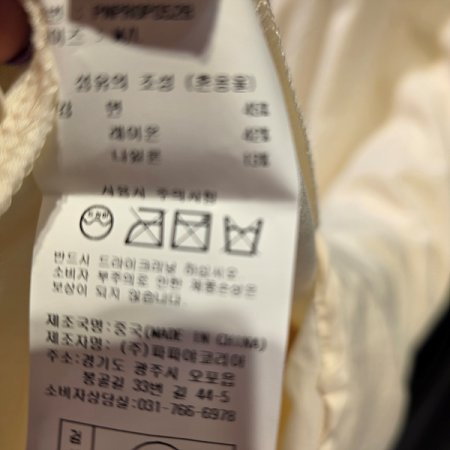 섬유의 조성 (혼용율)
면
레이온
나일론
사용시 주의사항
반드시 드라이크리닝 하십시오.
소비자 부주의로 인한 제품손상은
보상이 되지 않습니다.
제조국명:중국(MADE IN CHINA)
제조자명: (주)파파야코리아
주소:경기도 광주시 오포읍
봉골길 33번 길 44-5
소비자상담실:031-766-6978
검